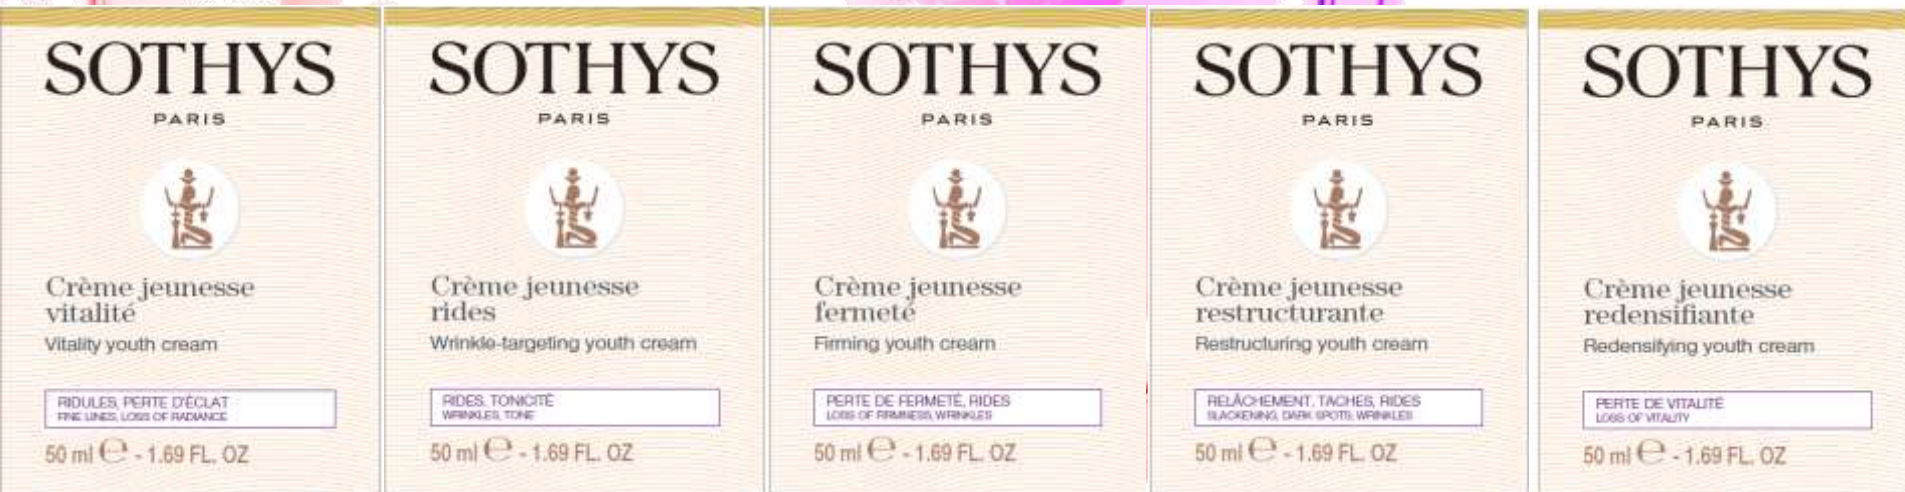 SOTHYS
PARIS
Crème jeunesse
vitalité
Vitality youth cream
RIDULES, PERTE D'ÉCLAT
FINE LINES, LOSS OF RADIANCE
50 ml ℮ - 1.69 FL. OZ
SOTHYS
PARIS
Crème jeunesse
rides
Wrinkle-targeting youth cream
RIDES, TONICITÉ
WRINKLES, TONE
50 ml ℮ - 1.69 FL. OZ
SOTHYS
PARIS
Crème jeunesse
fermeté
Firming youth cream
PERTE DE FERMETÉ, RIDES
LOSS OF FIRMNESS, WRINKLES
50 ml ℮ - 1.69 FL. OZ
SOTHYS
PARIS
Crème jeunesse
restructurante
Restructuring youth cream
RELÂCHEMENT, TACHES, RIDES
SLACKENING, DARK SPOTS, WRINKLES
50 ml ℮ - 1.69 FL. OZ
SOTHYS
PARIS
Crème jeunesse
redensifiante
Redensifying youth cream
PERTE DE VITALITÉ
LOSS OF VITALITY
50 ml ℮ - 1.69 FL. OZ